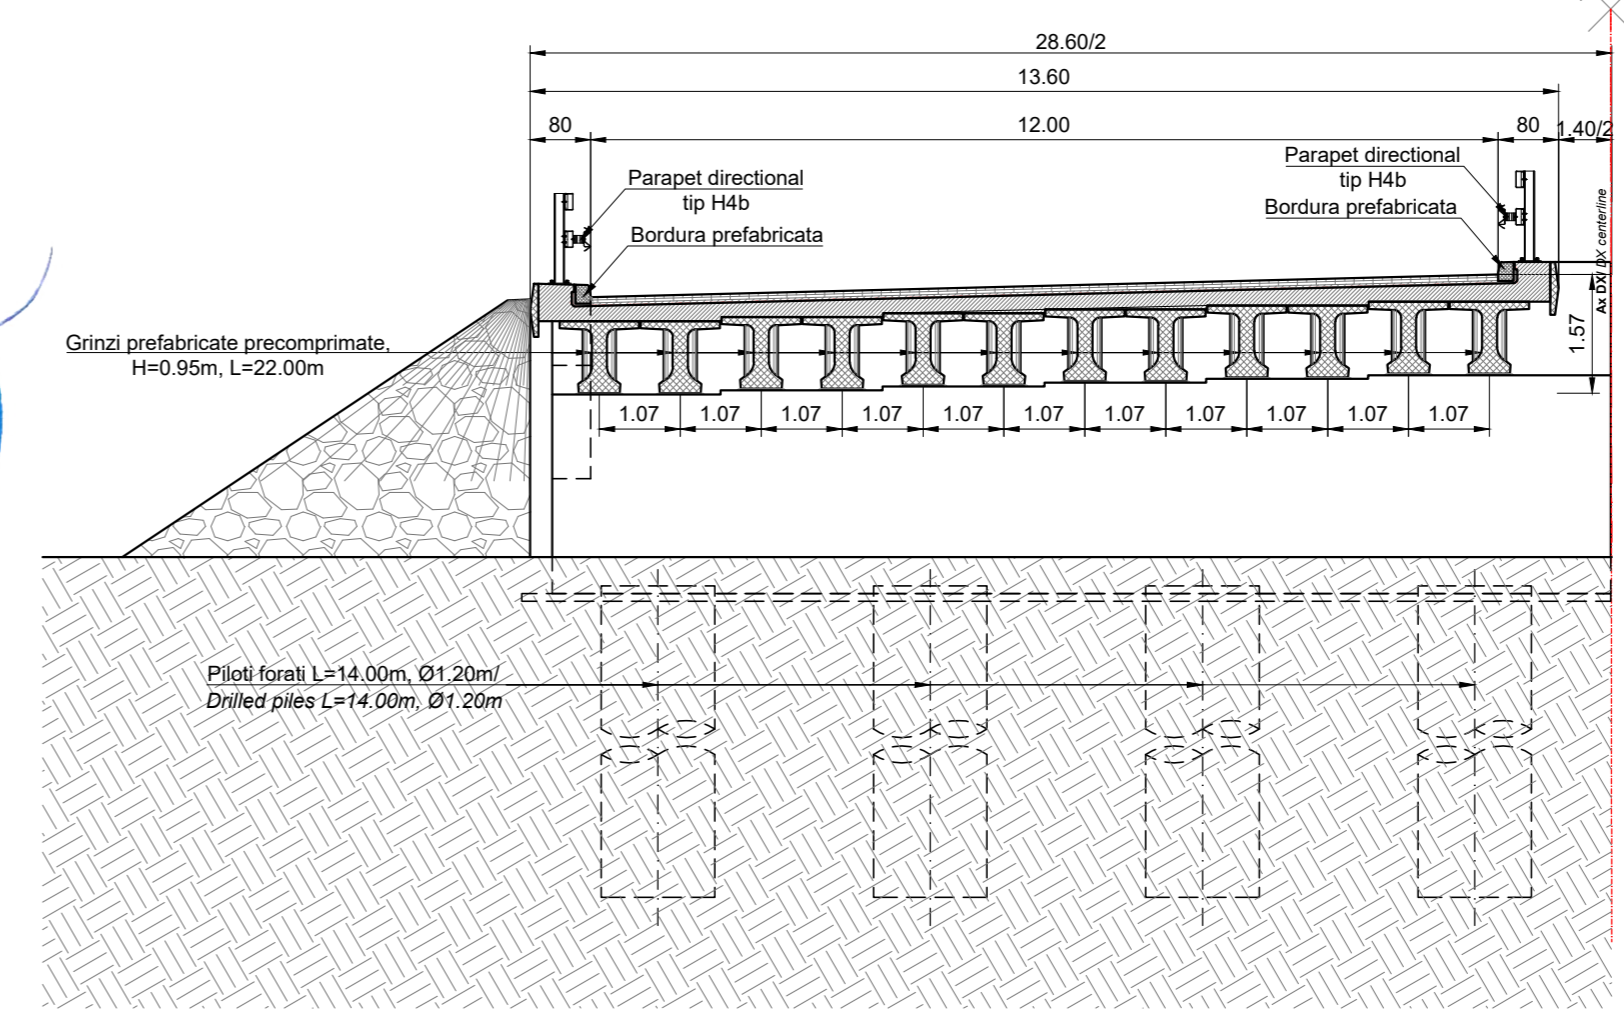 28.60/2
13.60
80
12.00
80
1.40/2
Parapet directional
tip H4b
Bordura prefabricata
Parapet directional
tip H4b
Bordura prefabricata
Ax DX/ DX centerline
1.57
Grinzi prefabricate precomprimate,
H=0.95m, L=22.00m
1.07 1.07 1.07 1.07 1.07 1.07 1.07 1.07 1.07 1.07 1.07
Piloti forati L=14.00m, Ø1.20m/
Drilled piles L=14.00m, Ø1.20m